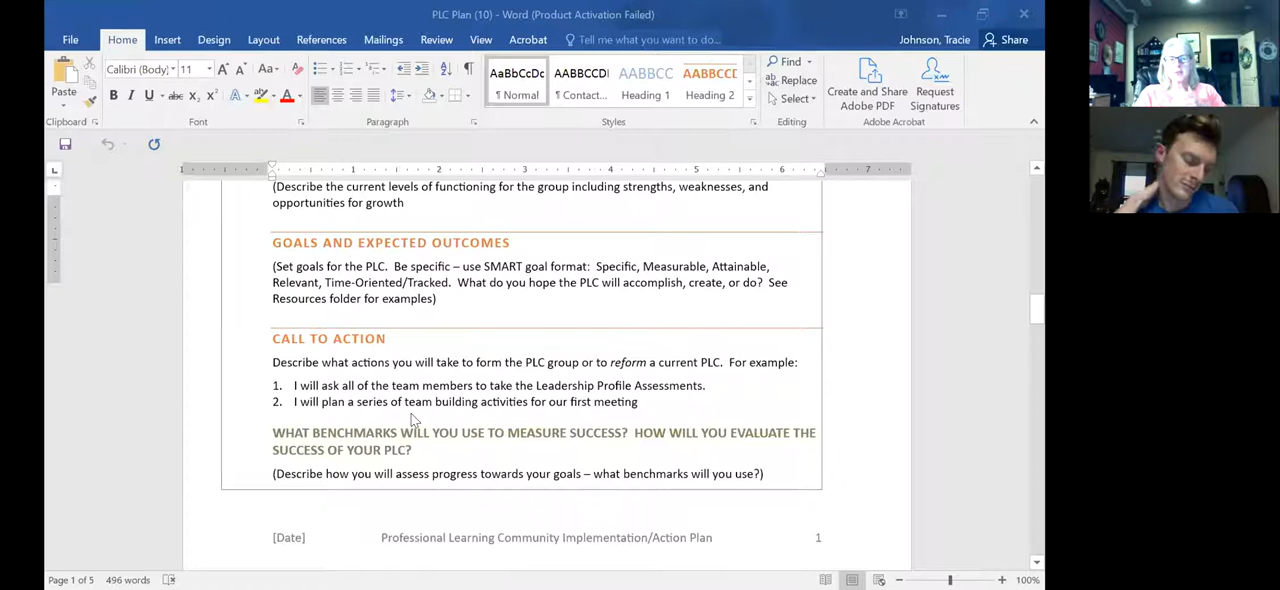 PLC Plan (10) - Word (Product Activation Failed)
File Home Insert Design Layout References Mailings Review View Acrobat Tell me what you want to do... Johnson, Tracie Share
Paste
Clipboard
Calibri (Body) 11
Font
Paragraph
AaBbCcDc AABBCCDI AABBCC AABBCCD
¶ Normal ¶ Contact... Heading 1 Heading 2
Styles
Find
Replace
Select
Editing
Create and Share Adobe PDF
Request Signatures
Adobe Acrobat
1 1 2 3 4 5 6 7
(Describe the current levels of functioning for the group including strengths, weaknesses, and
opportunities for growth
GOALS AND EXPECTED OUTCOMES
(Set goals for the PLC. Be specific – use SMART goal format: Specific, Measurable, Attainable,
Relevant, Time-Oriented/Tracked. What do you hope the PLC will accomplish, create, or do? See
Resources folder for examples)
CALL TO ACTION
Describe what actions you will take to form the PLC group or to reform a current PLC. For example:
1. I will ask all of the team members to take the Leadership Profile Assessments.
2. I will plan a series of team building activities for our first meeting
WHAT BENCHMARKS WILL YOU USE TO MEASURE SUCCESS? HOW WILL YOU EVALUATE THE
SUCCESS OF YOUR PLC?
(Describe how you will assess progress towards your goals – what benchmarks will you use?)
[Date] Professional Learning Community Implementation/Action Plan 1
Page 1 of 5 496 words 100%